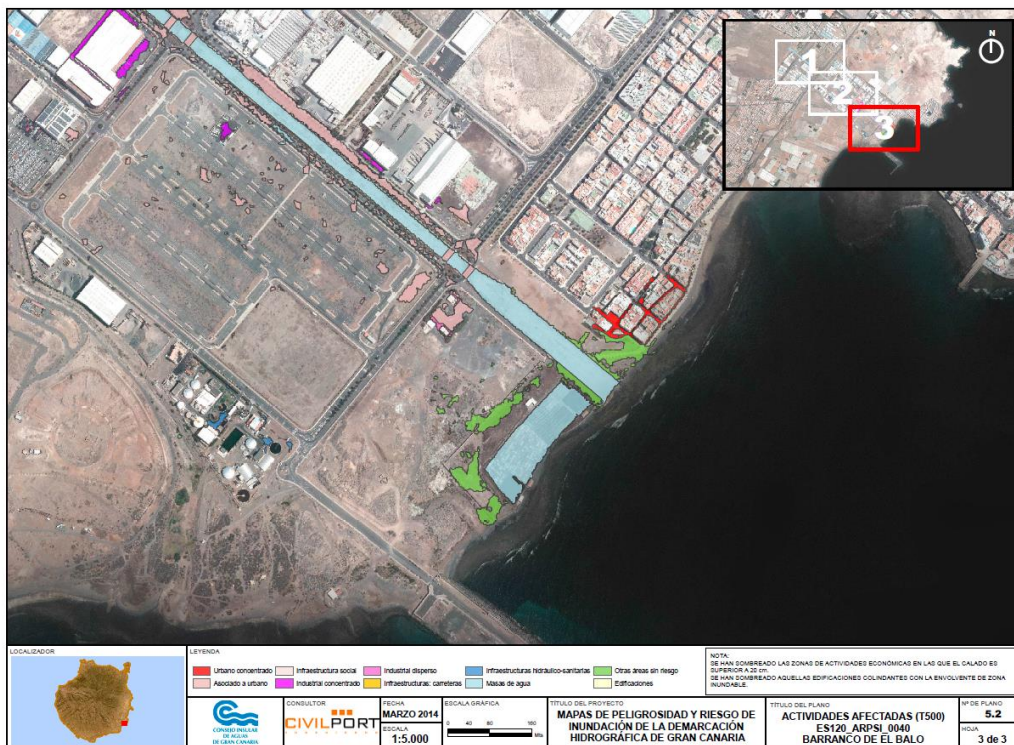 N
1
2
3
LOCALIZADOR
LEYENDA
Urbano concentrado
Infraestructura social
Industrial disperso
Infraestructuras hidráulico-sanitarias
Otras áreas sin riesgo
Asociado a urbano
Industrial concentrado
Infraestructuras: carreteras
Masas de agua
Edificaciones
NOTA:
SE HAN SOMBREADO LAS ZONAS DE ACTIVIDADES ECONÓMICAS EN LAS QUE EL CALADO ES
SUPERIOR A 20 cm.
SE HAN SOMBREADO AQUELLAS EDIFICACIONES COLINDANTES CON LA ENVOLVENTE DE ZONA
INUNDABLE.
CONSEJO INSULAR
DE AGUAS
DE GRAN CANARIA
CONSULTOR
CIVILPORT
FECHA
MARZO 2014
ESCALA
1:5.000
ESCALA GRÁFICA
0 40 80 160
Mts
TÍTULO DEL PROYECTO
MAPAS DE PELIGROSIDAD Y RIESGO DE
INUNDACIÓN DE LA DEMARCACIÓN
HIDROGRÁFICA DE GRAN CANARIA
TÍTULO DEL PLANO
ACTIVIDADES AFECTADAS (T500)
ES120_ARPSI_0040
BARRANCO DE EL BALO
Nº DE PLANO
5.2
HOJA
3 de 3